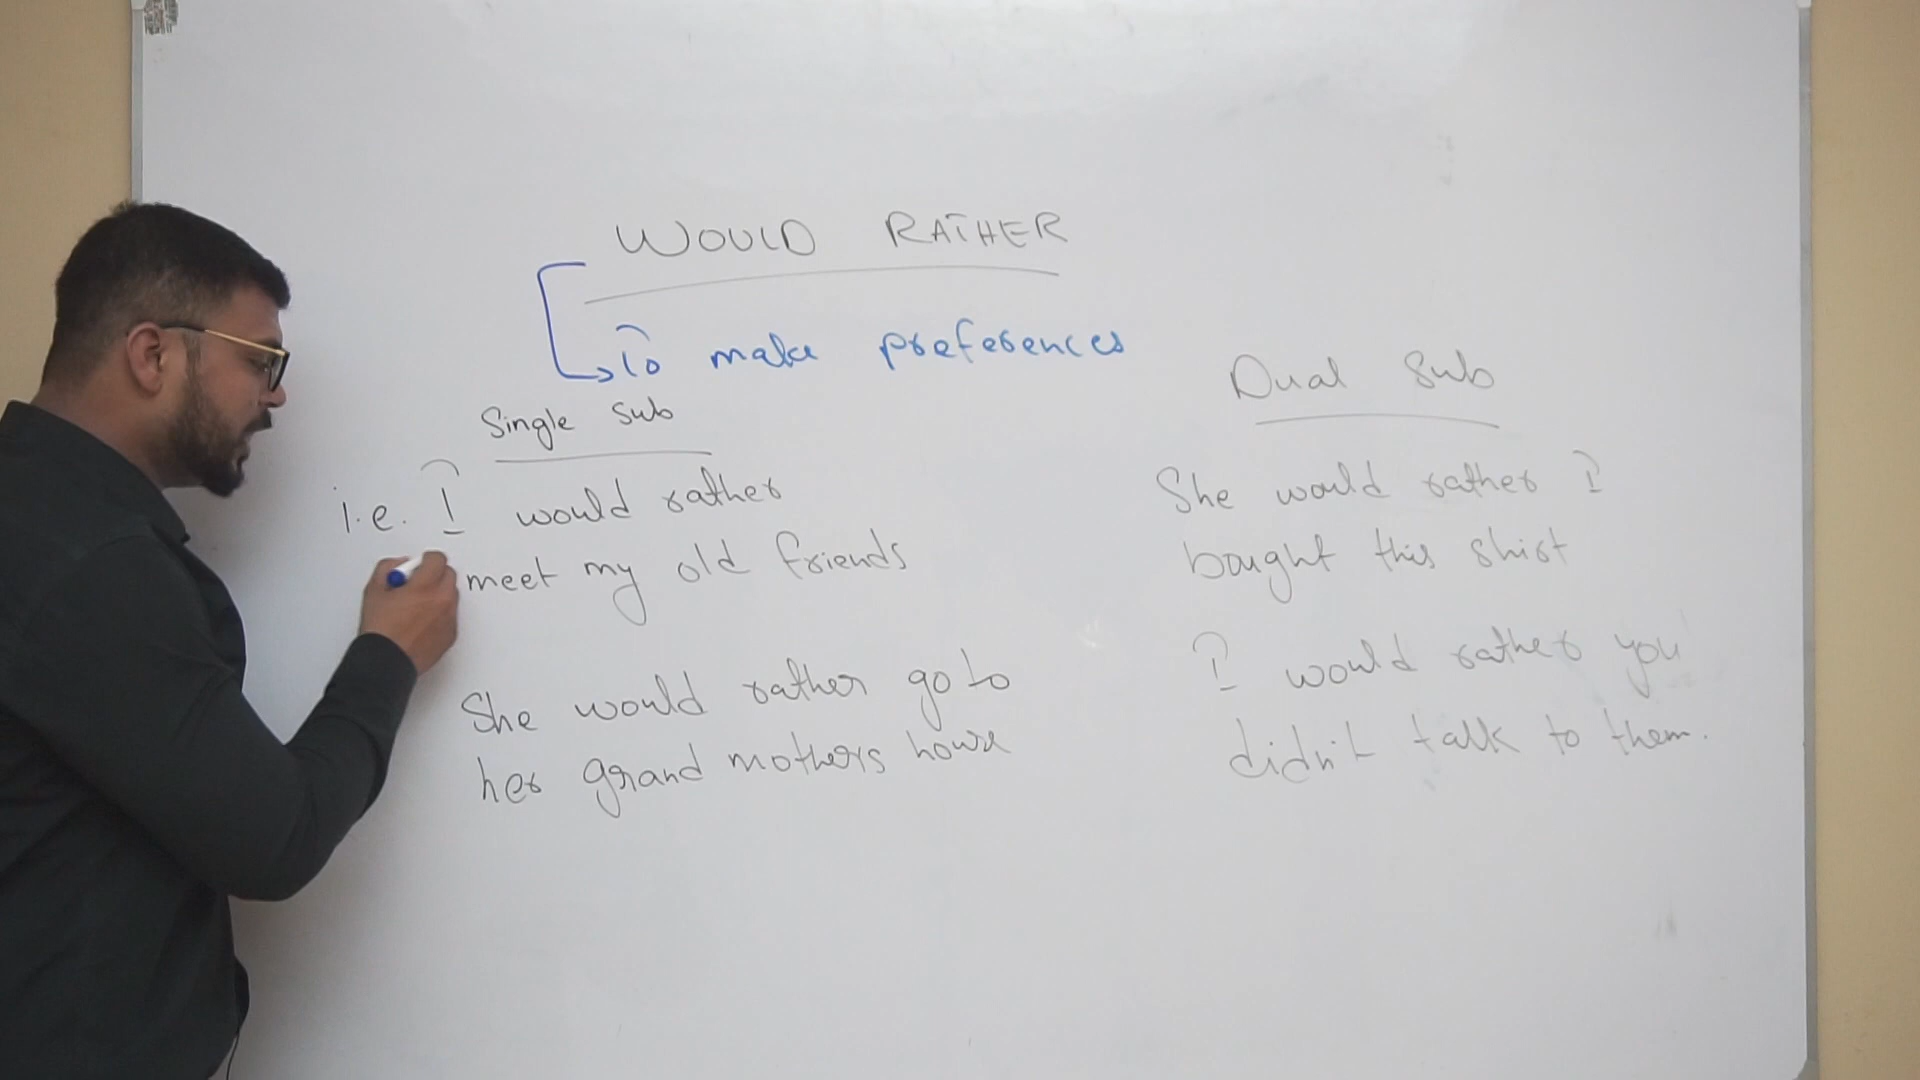 WOULD RATHER
To make preferences
Single Sub
i.e. I would rather
meet my old friends
She would rather go to
her grand mothers house
Dual Sub
She would rather I
bought this shirt
I would rather you
didn't talk to them.